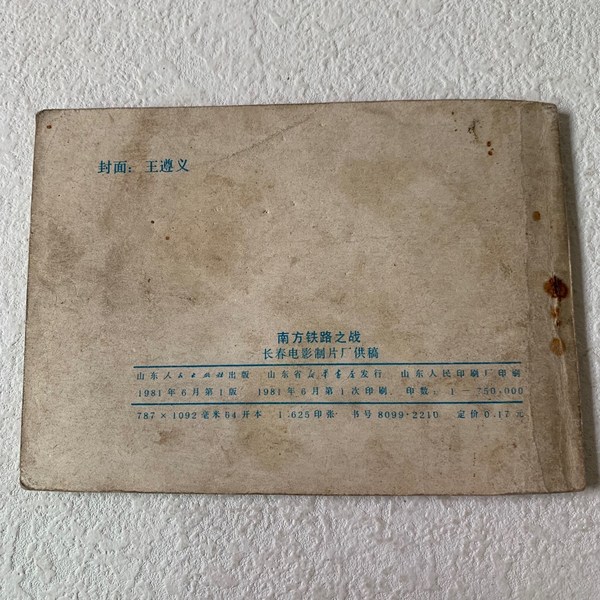 封面：王遵义
南方铁路之战
长春电影制片厂供稿
山东人民出版社出版 山东省新华书店发行 山东人民印刷厂印刷
1981年6月第1版 1981年6月第1次印刷 印数：1—750,000
787×1092毫米64开本 1.625印张 书号8099·2210 定价0.17元